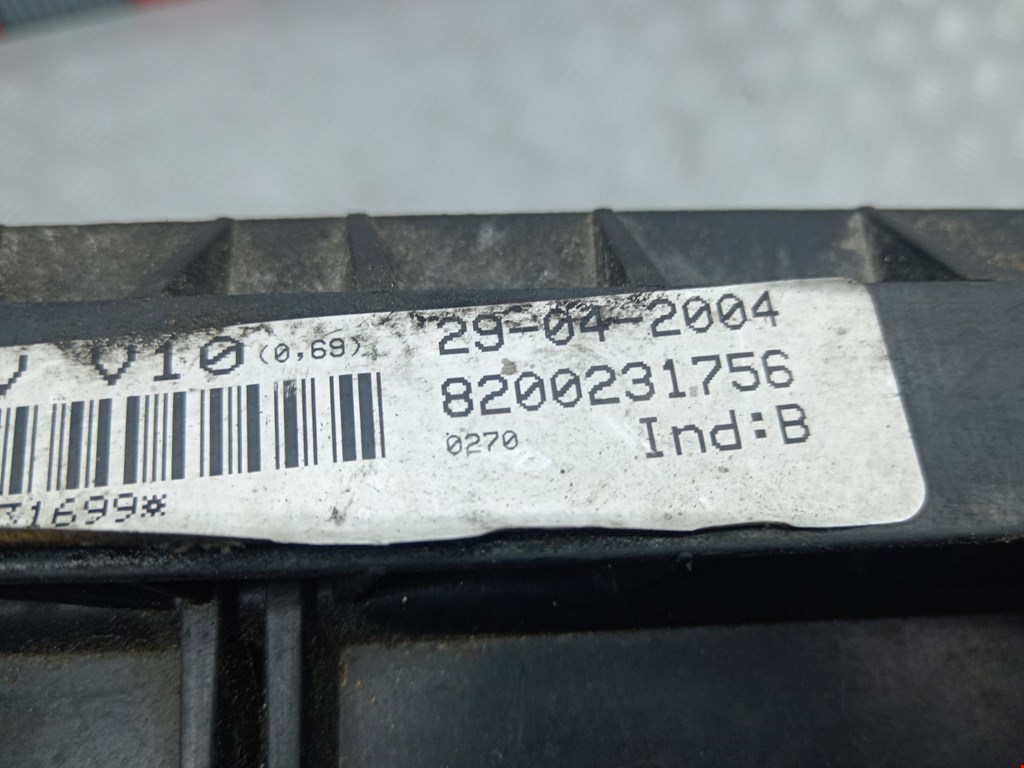 V10 (0,69) 29-04-2004
8200231756
0270 Ind:B
1699*